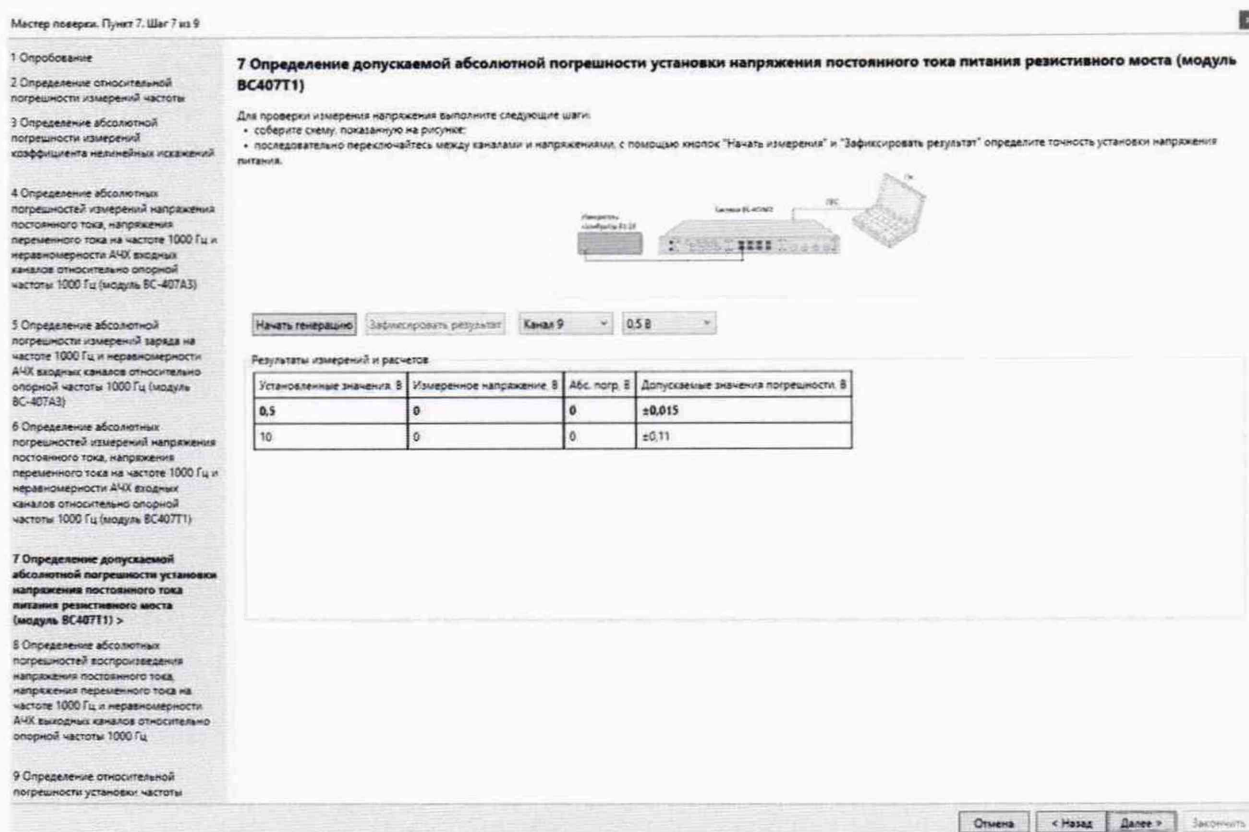 Мастер поверки. Пункт 7. Шаг 7 из 9
1 Опробование
2 Определение относительной
погрешности измерений частоты
3 Определение абсолютной
погрешности измерений
коэффициента нелинейных искажений
4 Определение абсолютных
погрешностей измерений напряжения
постоянного тока, напряжения
переменного тока на частоте 1000 Гц и
неравномерности АЧХ входных
каналов относительно опорной
частоты 1000 Гц (модуль ВС-407А3)
5 Определение абсолютной
погрешности измерений заряда на
частоте 1000 Гц и неравномерности
АЧХ входных каналов относительно
опорной частоты 1000 Гц (модуль
ВС-407А3)
6 Определение абсолютных
погрешностей измерений напряжения
постоянного тока, напряжения
переменного тока на частоте 1000 Гц и
неравномерности АЧХ входных
каналов относительно опорной
частоты 1000 Гц (модуль ВС407Т1)
7 Определение допускаемой
абсолютной погрешности установки
напряжения постоянного тока
питания резистивного моста
(модуль ВС407Т1) >
8 Определение абсолютных
погрешностей воспроизведения
напряжения постоянного тока,
напряжения переменного тока на
частоте 1000 Гц и неравномерности
АЧХ выходных каналов относительно
опорной частоты 1000 Гц
9 Определение относительной
погрешности установки частоты
7 Определение допускаемой абсолютной погрешности установки напряжения постоянного тока питания резистивного моста (модуль
ВС407Т1)
Для проверки измерения напряжения выполните следующие шаги:
• соберите схему, показанную на рисунке;
• последовательно переключайтесь между каналами и напряжениями, с помощью кнопок "Начать измерения" и "Зафиксировать результат" определите точность установки напряжения
питания.
ПК
Измеритель
Система
Начать генерацию Зафиксировать результат Канал 9 0,5 В
Результаты измерений и расчетов
Установленные значения, В Измеренное напряжение, В Абс. погр., В Допускаемые значения погрешности, В
0,5 0 0 ±0,015
10 0 0 ±0,11
Отмена < Назад Далее > Закончить